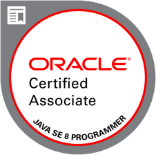 ORACLE
Certified
Associate
JAVA SE 8 PROGRAMMER